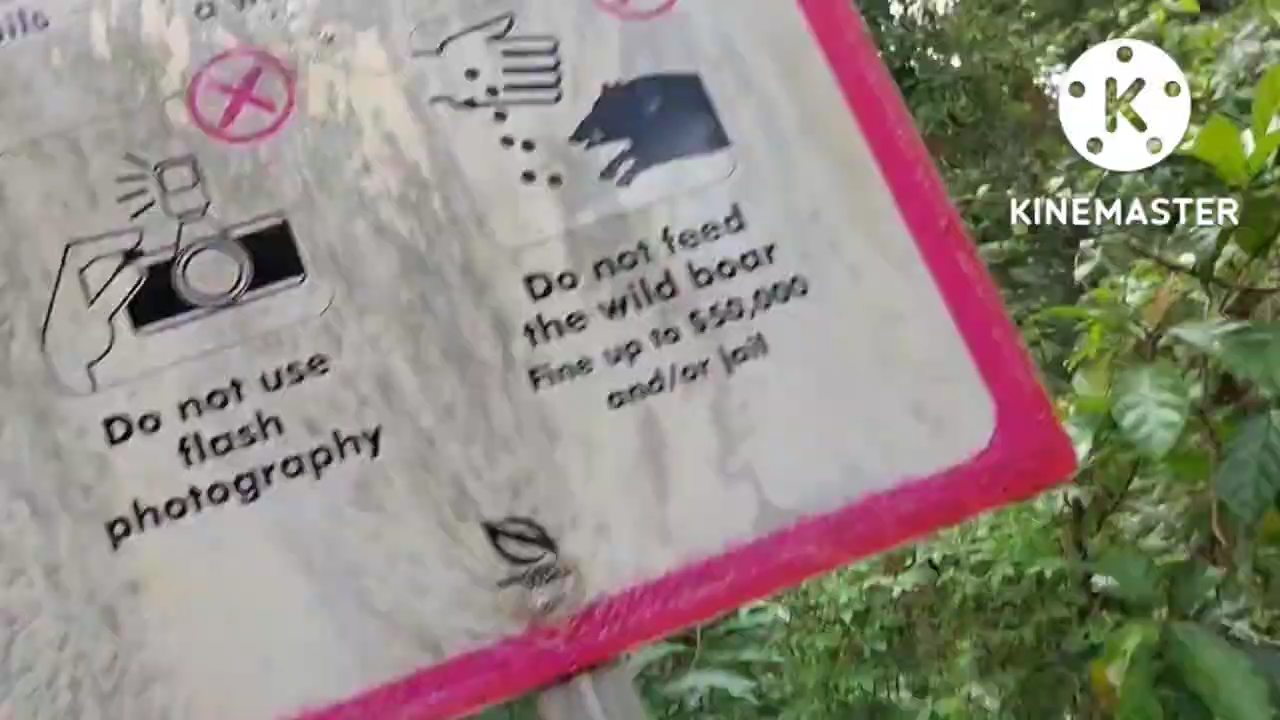 Do not use
flash
photography
Do not feed
the wild boar
Fine up to $50,000
and/or jail
K
KINEMASTER